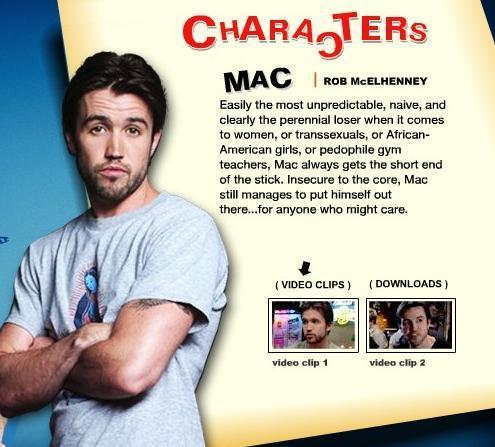 CHARACTERS
MAC | ROB McELHENNEY
Easily the most unpredictable, naive, and
clearly the perennial loser when it comes
to women, or transsexuals, or African-
American girls, or pedophile gym
teachers, Mac always gets the short end
of the stick. Insecure to the core, Mac
still manages to put himself out
there...for anyone who might care.
( VIDEO CLIPS ) ( DOWNLOADS )
video clip 1 video clip 2